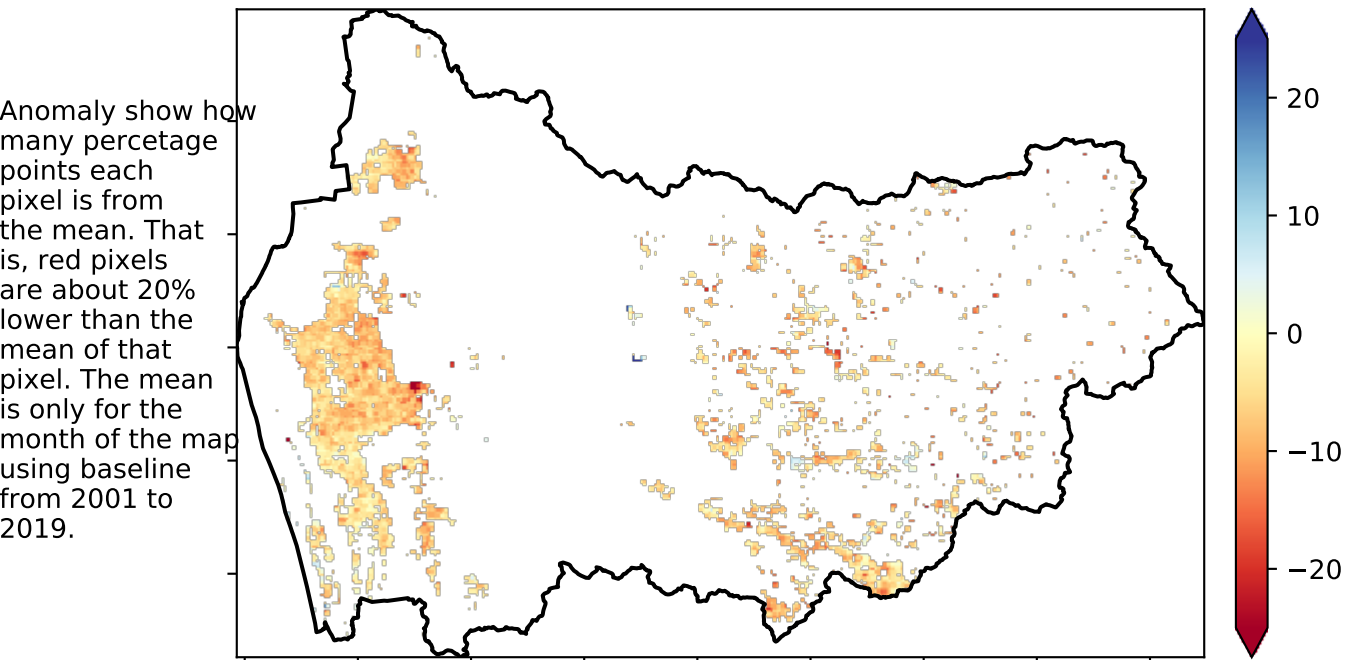 Anomaly show how
many percetage
points each
pixel is from
the mean. That
is, red pixels
are about 20%
lower than the
mean of that
pixel. The mean
is only for the
month of the map
using baseline
from 2001 to
2019.
20
10
0
−10
−20